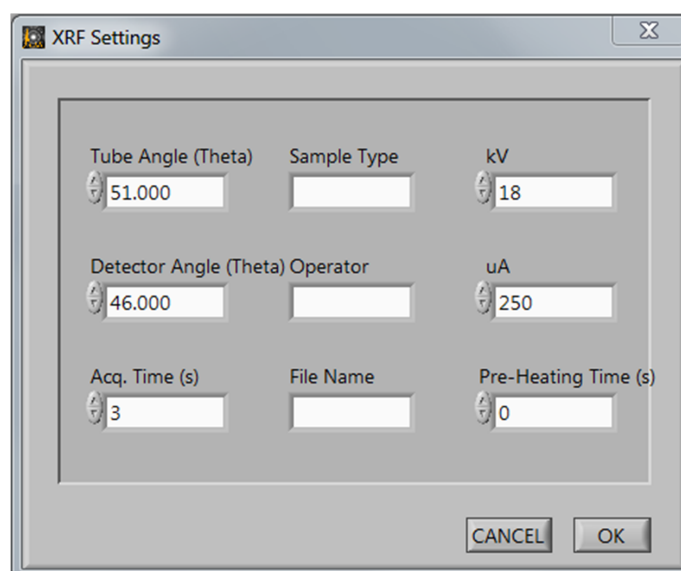 XRF Settings
Tube Angle (Theta) Sample Type kV
51.000 18
Detector Angle (Theta) Operator uA
46.000 250
Acq. Time (s) File Name Pre-Heating Time (s)
3 0
CANCEL OK